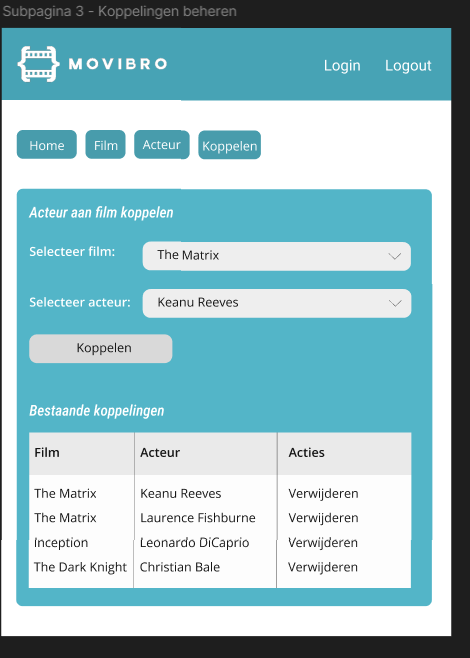 Subpagina 3 - Koppelingen beheren
MOVIBRO
Login Logout
Home Film Acteur Koppelen
Acteur aan film koppelen
Selecteer film: The Matrix
Selecteer acteur: Keanu Reeves
Koppelen
Bestaande koppelingen
Film Acteur Acties
The Matrix Keanu Reeves Verwijderen
The Matrix Laurence Fishburne Verwijderen
Inception Leonardo DiCaprio Verwijderen
The Dark Knight Christian Bale Verwijderen